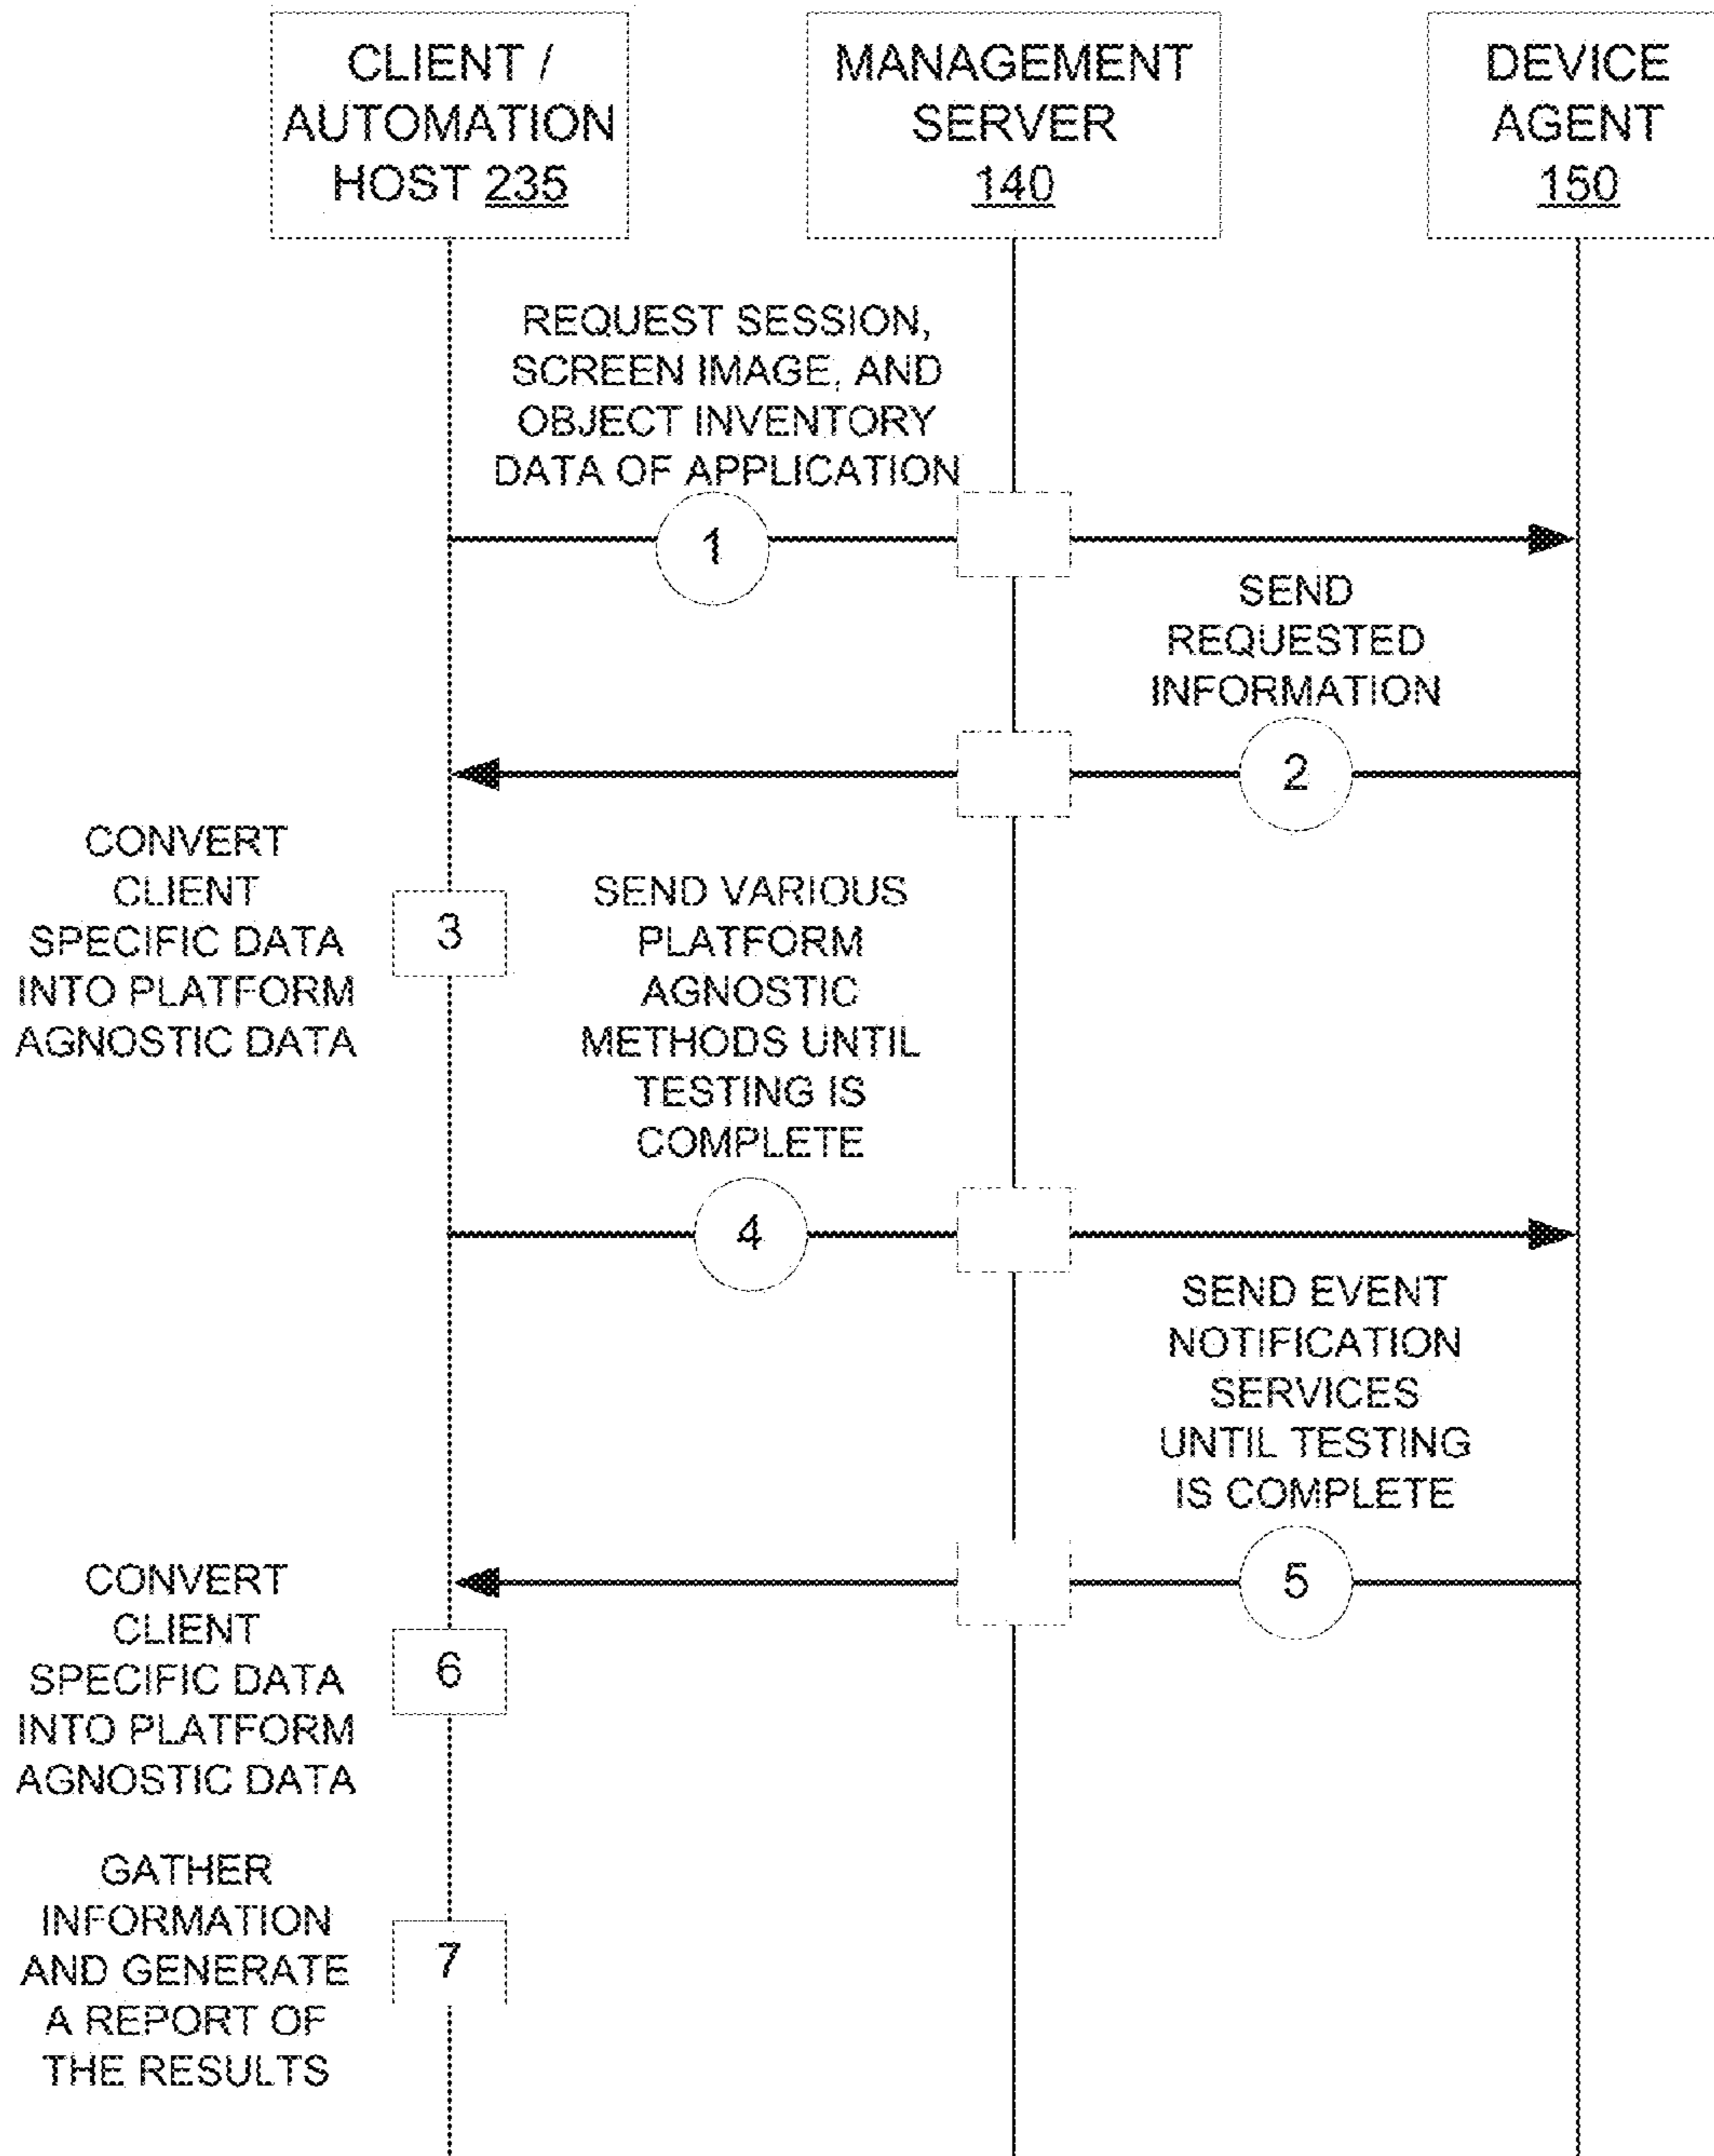 CLIENT /
AUTOMATION
HOST 235
MANAGEMENT
SERVER
140
DEVICE
AGENT
150
REQUEST SESSION,
SCREEN IMAGE, AND
OBJECT INVENTORY
DATA OF APPLICATION
1
SEND
REQUESTED
INFORMATION
2
CONVERT
CLIENT
SPECIFIC DATA
INTO PLATFORM
AGNOSTIC DATA
3
SEND VARIOUS
PLATFORM
AGNOSTIC
METHODS UNTIL
TESTING IS
COMPLETE
4
SEND EVENT
NOTIFICATION
SERVICES
UNTIL TESTING
IS COMPLETE
5
CONVERT
CLIENT
SPECIFIC DATA
INTO PLATFORM
AGNOSTIC DATA
6
GATHER
INFORMATION
AND GENERATE
A REPORT OF
THE RESULTS
7